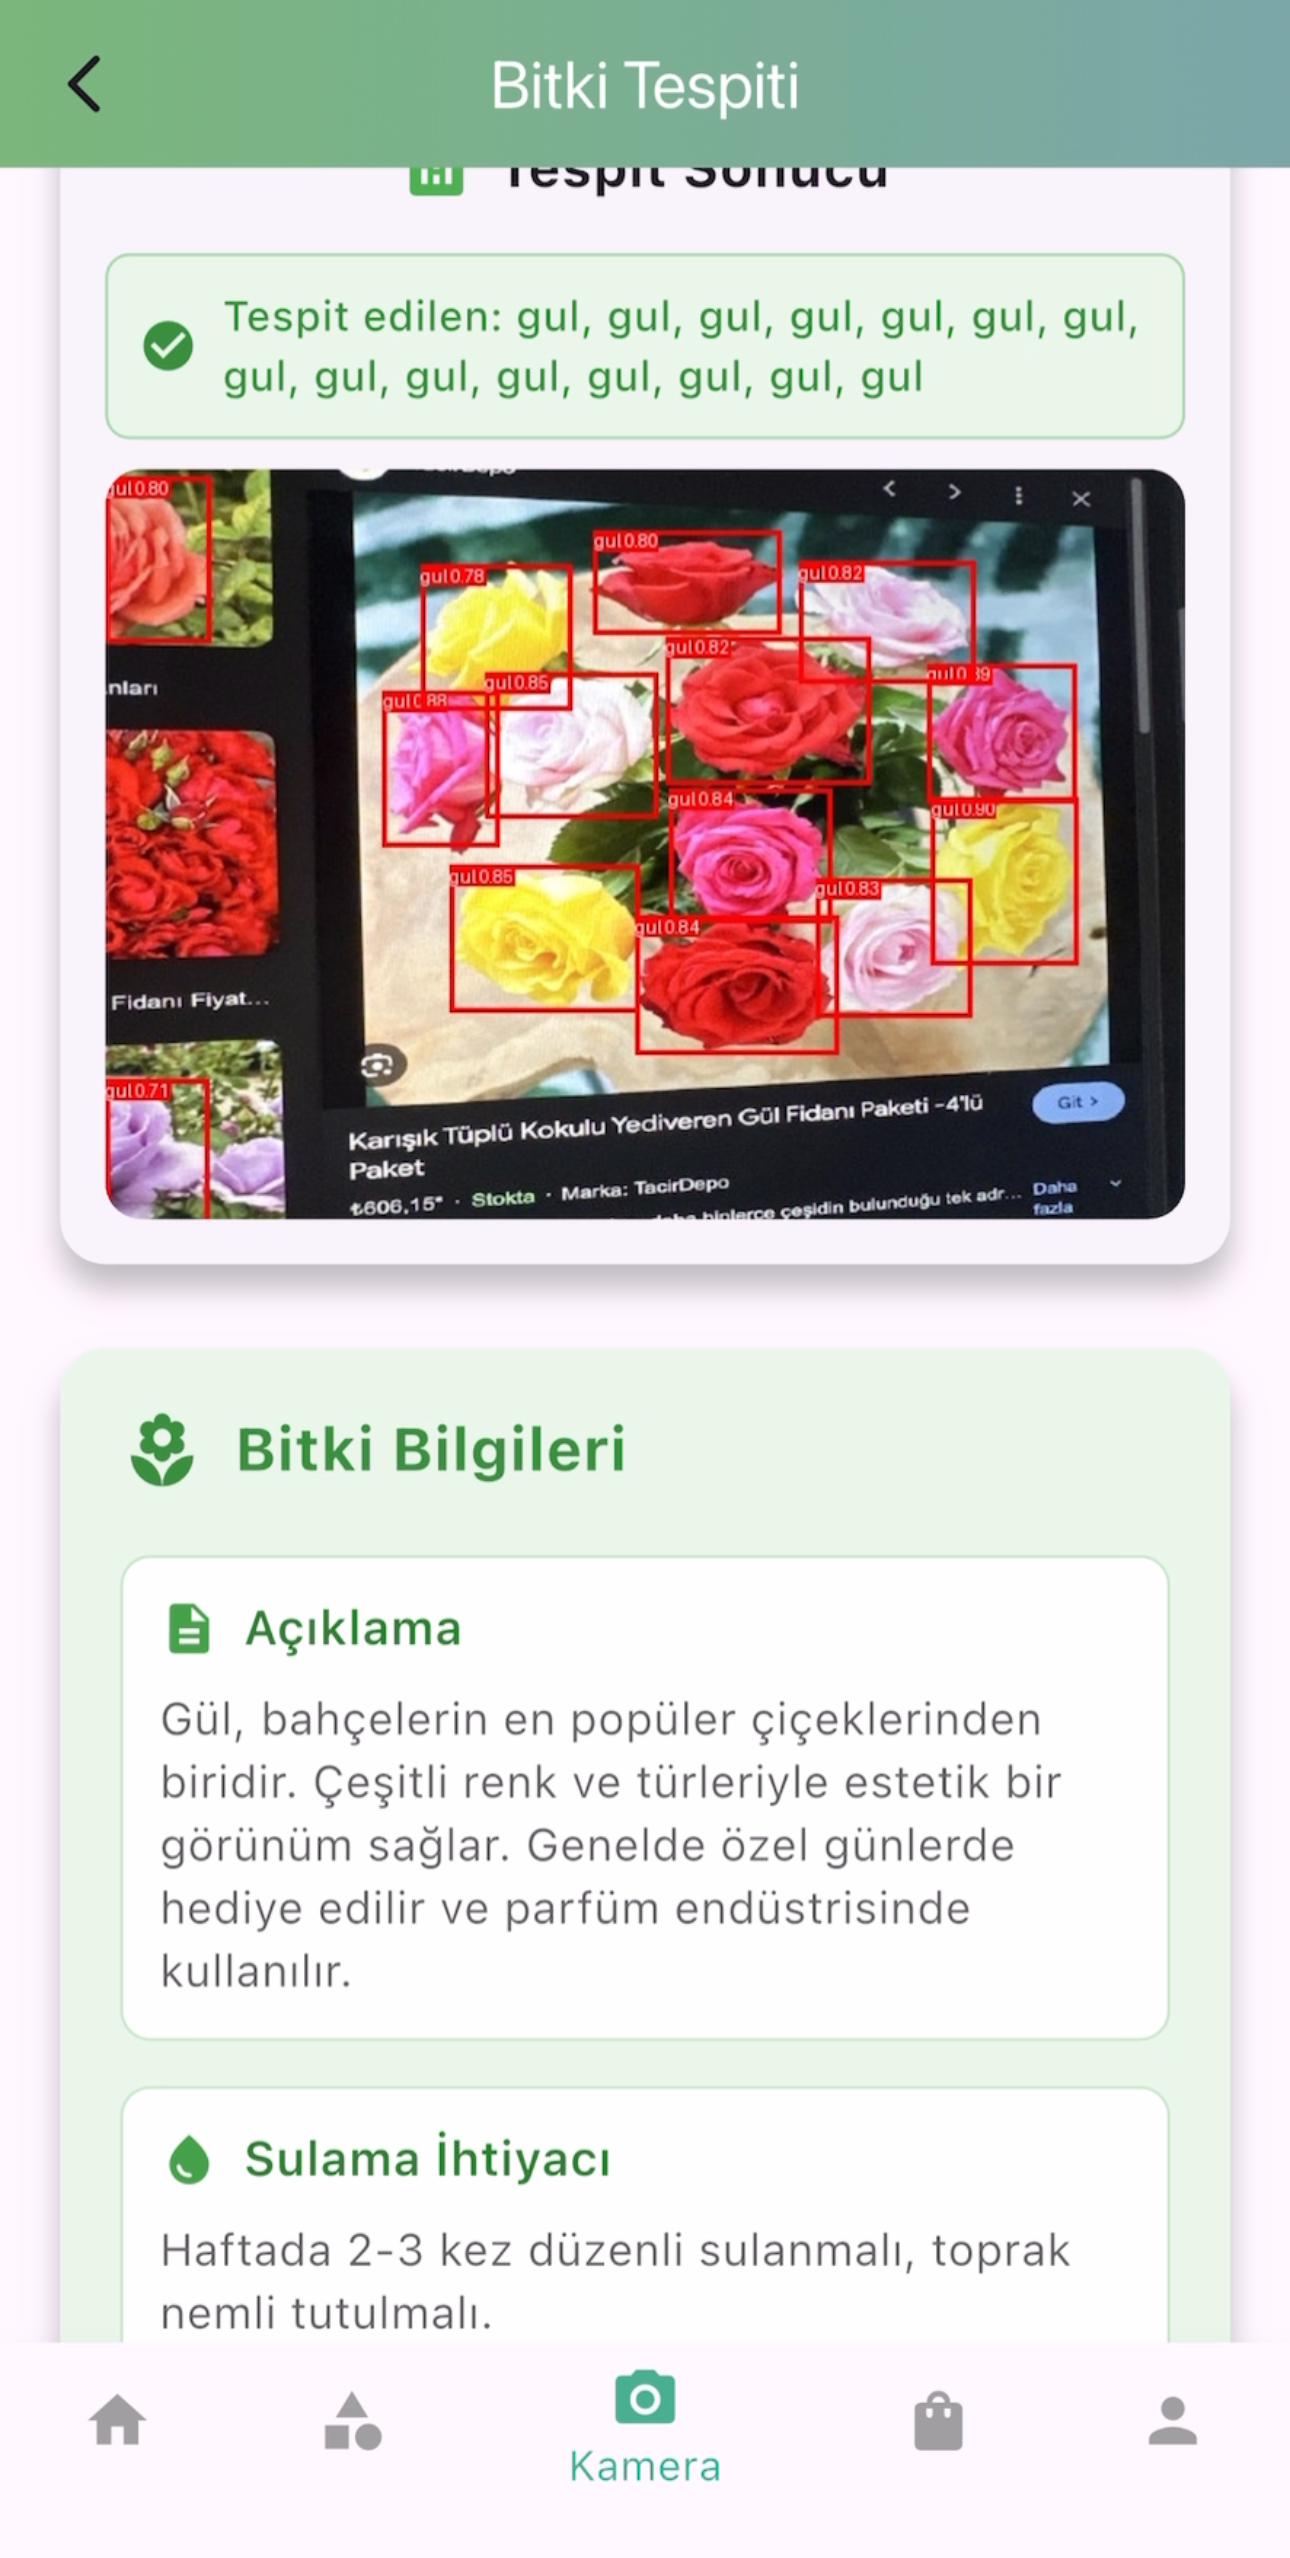 Bitki Tespiti
Tespit Sonucu
Tespit edilen: gul, gul, gul, gul, gul, gul, gul,
gul, gul, gul, gul, gul, gul, gul, gul
gul 0.80
gul 0.80
gul 0.78
gul 0.82
gul 0.82
gul 0.85
gul
gul 0.84
gul 0.90
gul 0.85
gul 0.83
gul 0.84
gul 0.71
nları
Fidanı Fiyat...
Karışık Tüplü Kokulu Yediveren Gül Fidanı Paketi -4'lü
Paket
Git >
₺606,15* · Stokta · Marka: TacirDepo
binlerce çeşidin bulunduğu tek adr... Daha
fazla
Bitki Bilgileri
Açıklama
Gül, bahçelerin en popüler çiçeklerinden
biridir. Çeşitli renk ve türleriyle estetik bir
görünüm sağlar. Genelde özel günlerde
hediye edilir ve parfüm endüstrisinde
kullanılır.
Sulama İhtiyacı
Haftada 2-3 kez düzenli sulanmalı, toprak
nemli tutulmalı.
Kamera